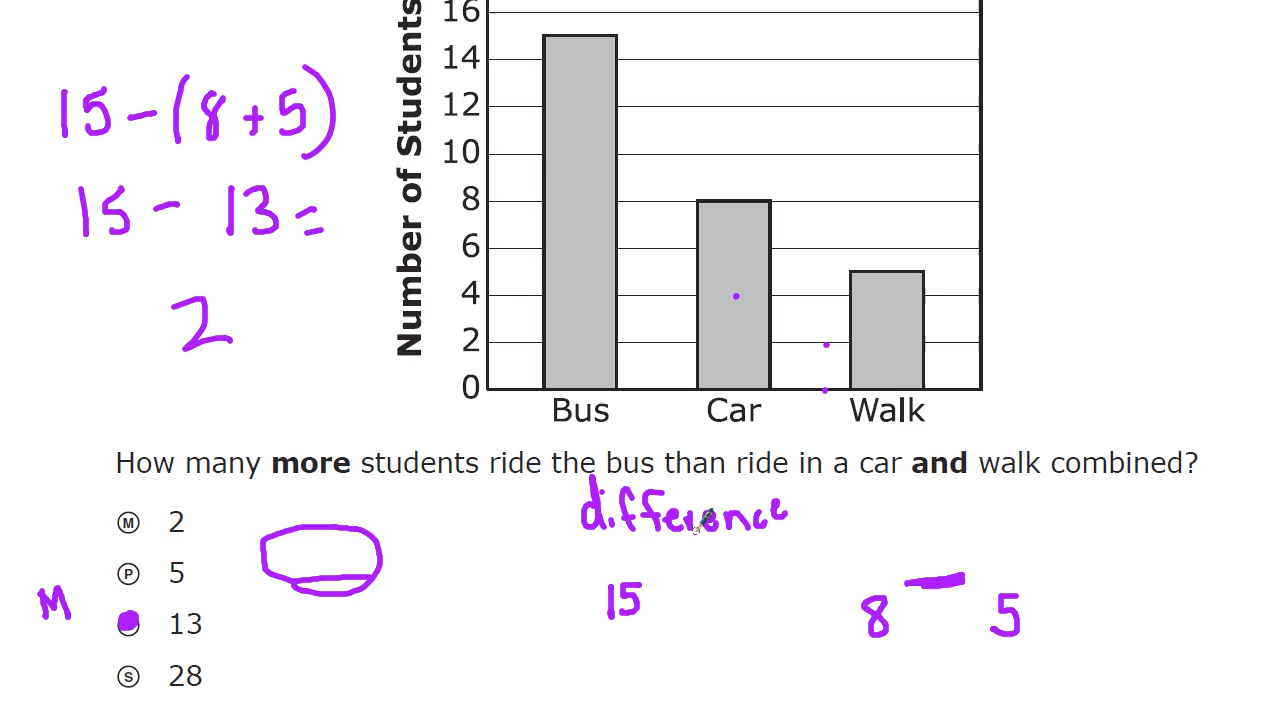 16
14
12
10
8
6
4
2
0
Number of Students
Bus Car Walk
15 - (8 + 5)
15 - 13 =
2
How many more students ride the bus than ride in a car and walk combined?
difference
M 2
P 5
13
S 28
M
15 8 - 5